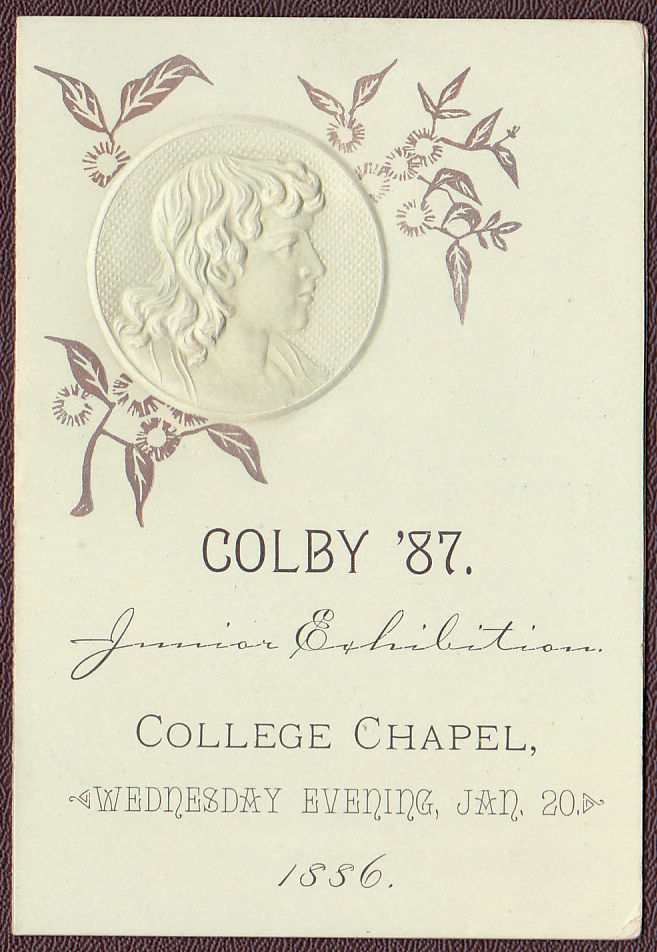 COLBY '87.
Junior Exhibition.
COLLEGE CHAPEL,
WEDNESDAY EVENING, JAN. 20.
1886.